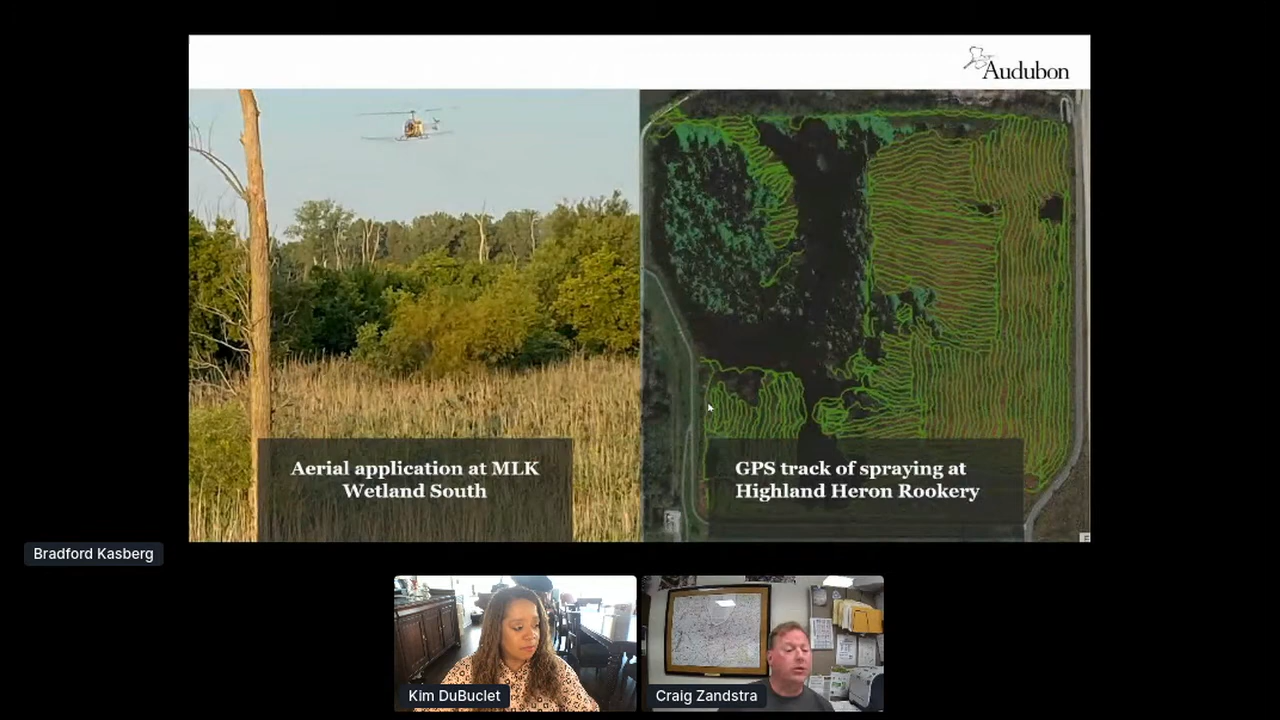 Audubon
Aerial application at MLK
Wetland South
GPS track of spraying at
Highland Heron Rookery
Bradford Kasberg
Kim DuBuclet
Craig Zandstra